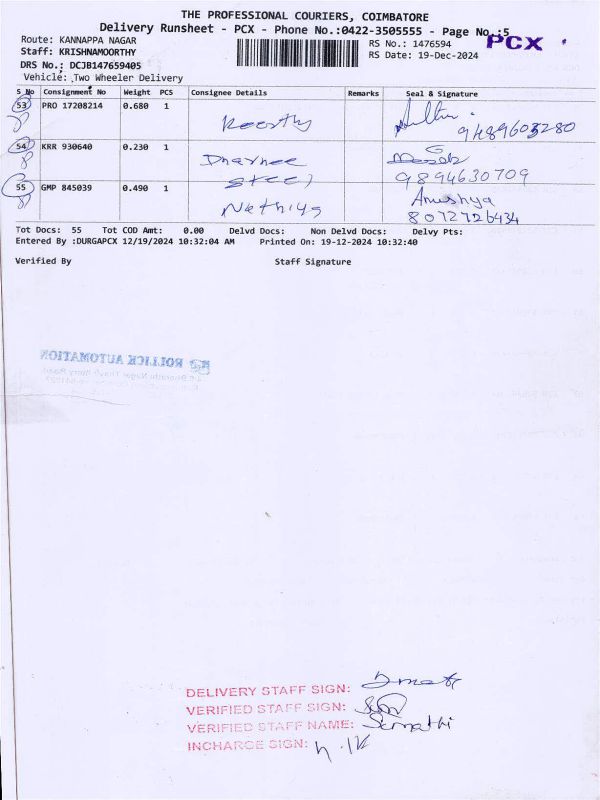 THE PROFESSIONAL COURIERS, COIMBATORE
Delivery Runsheet - PCX - Phone No.:0422-3505555 - Page No.:5
PCX
Route: KANNAPPA NAGAR
RS No.: 1476594
Staff: KRISHNAMOORTHY
RS Date: 19-Dec-2024
DRS No.: DCJB147659405
Vehicle: Two Wheeler Delivery
S No Consignment No Weight PCS Consignee Details Remarks Seal & Signature
53 PRO 17208214 0.680 1
9489603280
54 KRR 930640 0.230 1 Dharnee
Steel
9894630709
55 GMP 845039 0.490 1 Nathiya Anushya
8072726434
Tot Docs: 55 Tot COD Amt: 0.00 Delvd Docs: Non Delvd Docs: Delvy Pts:
Entered By :DURGAPCX 12/19/2024 10:32:04 AM Printed On: 19-12-2024 10:32:40
Verified By Staff Signature
ROLLICK AUTOMATION
DELIVERY STAFF SIGN:
VERIFIED STAFF SIGN:
VERIFIED STAFF NAME: Sumathi
INCHARGE SIGN: